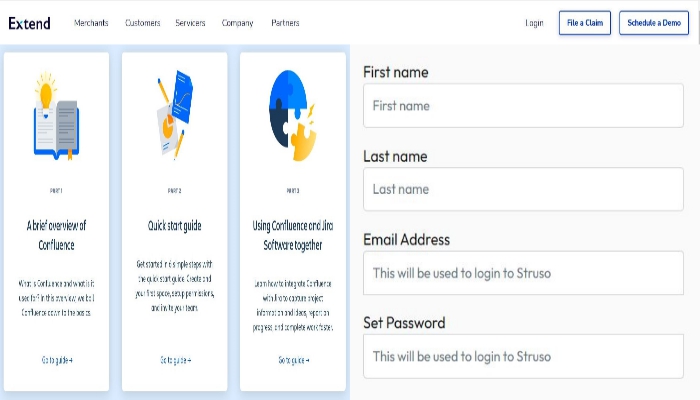 Extend
Merchants Customers Servicers Company Partners
Login File a Claim Schedule a Demo
PART 1
A brief overview of
Confluence
What is Confluence and what is it
used for? In this overview, we boil
Confluence down to the basics.
Go to guide →
PART 2
Quick start guide
Get started in 6 simple steps with
the quick start guide. Create and
your first space, setup permissions,
and invite your team.
Go to guide →
PART 3
Using Confluence and Jira
Software together
Learn how to integrate Confluence
with Jira to capture project
information and ideas, report on
progress, and complete work faster.
Go to guide →
First name
First name
Last name
Last name
Email Address
This will be used to login to Struso
Set Password
This will be used to login to Struso